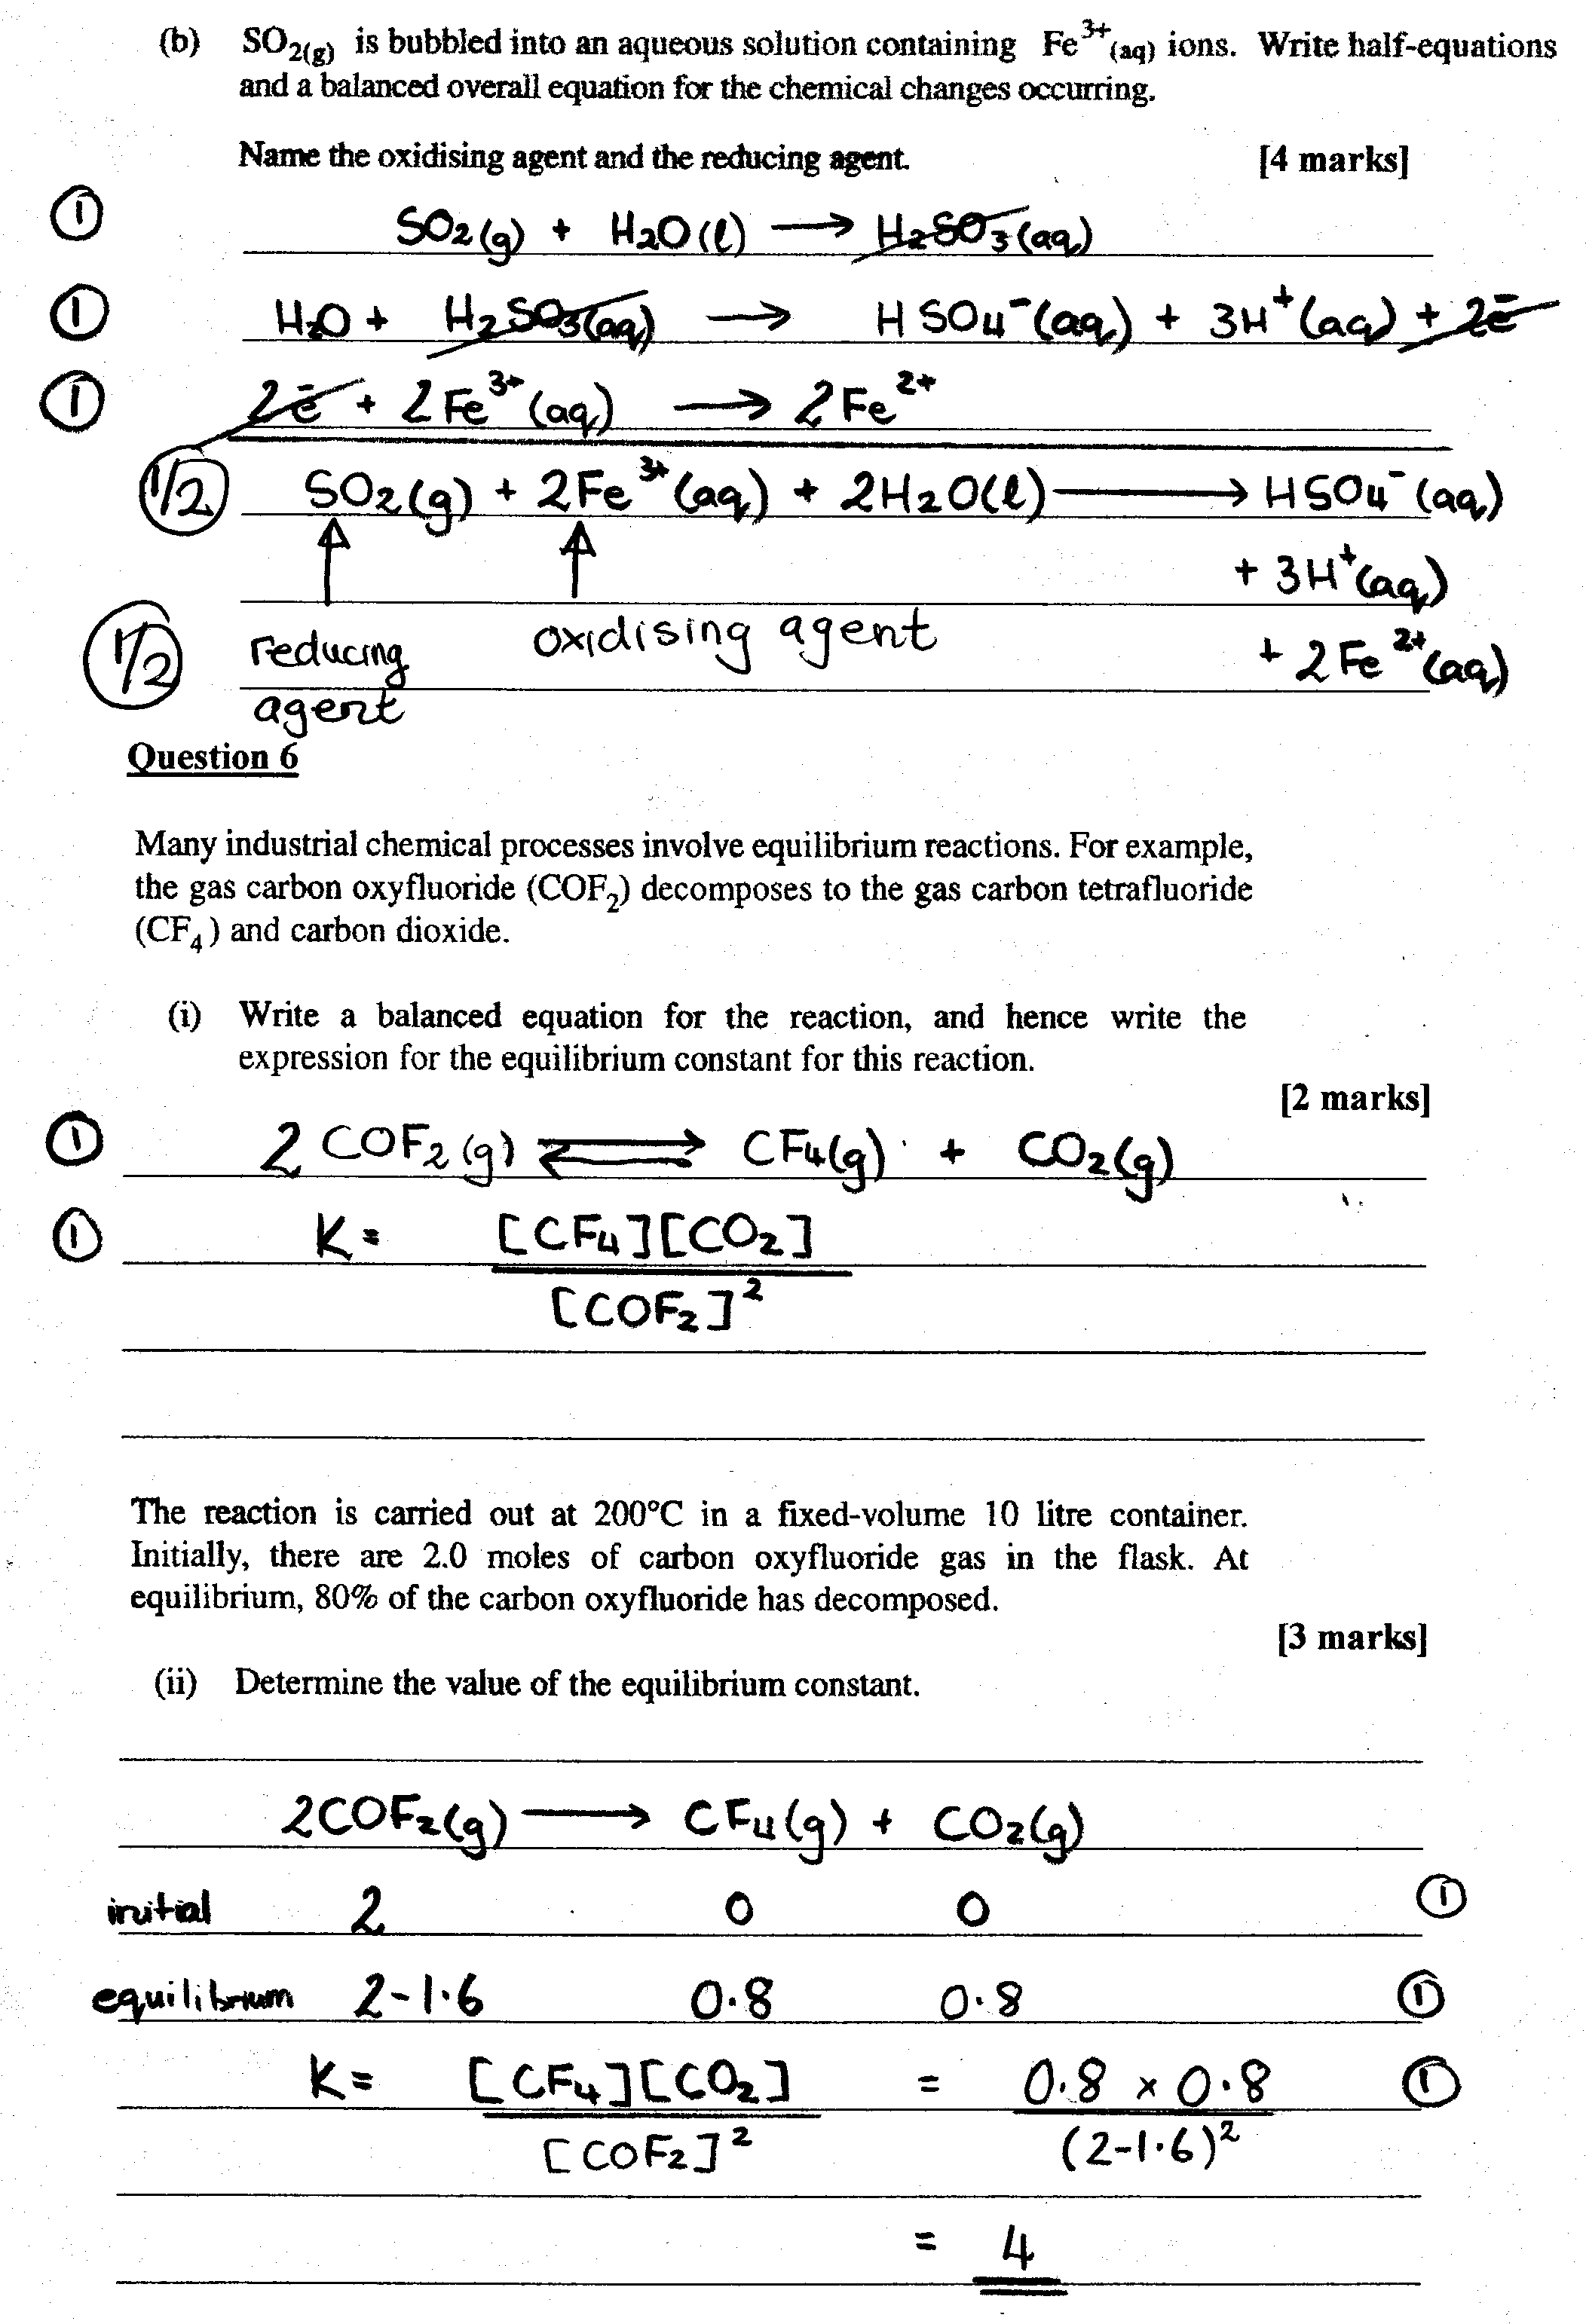 (b) SO2(g) is bubbled into an aqueous solution containing Fe3+(aq) ions. Write half-equations
and a balanced overall equation for the chemical changes occurring.
Name the oxidising agent and the reducing agent. [4 marks]
① SO2(g) + H2O(l) → H2SO3(aq)
① H2O + H2SO3(aq) → HSO4⁻(aq) + 3H⁺(aq) + 2e⁻
① 2e⁻ + 2Fe³⁺(aq) → 2Fe²⁺
1/2 SO2(g) + 2Fe³⁺(aq) + 2H2O(l) → HSO4⁻(aq)
+ 3H⁺(aq)
1/2 reducing oxidising agent + 2Fe²⁺(aq)
agent
Question 6
Many industrial chemical processes involve equilibrium reactions. For example,
the gas carbon oxyfluoride (COF₂) decomposes to the gas carbon tetrafluoride
(CF₄) and carbon dioxide.
(i) Write a balanced equation for the reaction, and hence write the
expression for the equilibrium constant for this reaction.
[2 marks]
① 2COF2(g) ⇌ CF4(g) + CO2(g)
① K = [CF4][CO2]
[COF2]²
The reaction is carried out at 200°C in a fixed-volume 10 litre container.
Initially, there are 2.0 moles of carbon oxyfluoride gas in the flask. At
equilibrium, 80% of the carbon oxyfluoride has decomposed.
[3 marks]
(ii) Determine the value of the equilibrium constant.
2COF2(g) → CF4(g) + CO2(g)
initial 2 0 0 ①
equilibrium 2-1.6 0.8 0.8 ①
K = [CF4][CO2] = 0.8 × 0.8 ①
[COF2]² (2-1.6)²
= 4